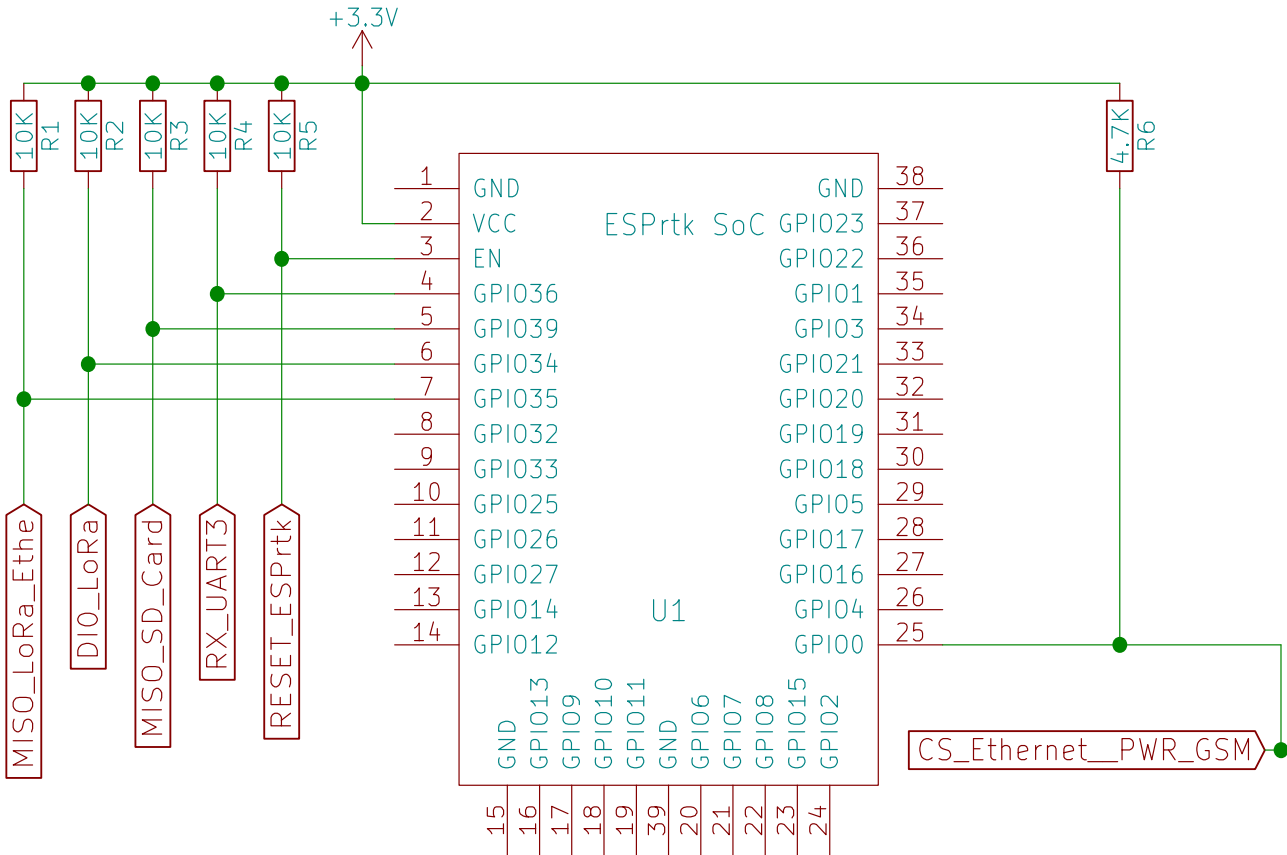 +3.3V
10K
R1
10K
R2
10K
R3
10K
R4
10K
R5
4.7K
R6
ESPrtk SoC
U1
1 GND
2 VCC
3 EN
4 GPIO36
5 GPIO39
6 GPIO34
7 GPIO35
8 GPIO32
9 GPIO33
10 GPIO25
11 GPIO26
12 GPIO27
13 GPIO14
14 GPIO12
GND 38
GPIO23 37
GPIO22 36
GPIO1 35
GPIO3 34
GPIO21 33
GPIO20 32
GPIO19 31
GPIO18 30
GPIO5 29
GPIO17 28
GPIO16 27
GPIO4 26
GPIO0 25
GND 15
GPIO13 16
GPIO9 17
GPIO10 18
GPIO11 19
GND 39
GPIO6 20
GPIO7 21
GPIO8 22
GPIO15 23
GPIO2 24
MISO_LoRa_Ethe
DIO_LoRa
MISO_SD_Card
RX_UART3
RESET_ESPrtk
CS_Ethernet__PWR_GSM